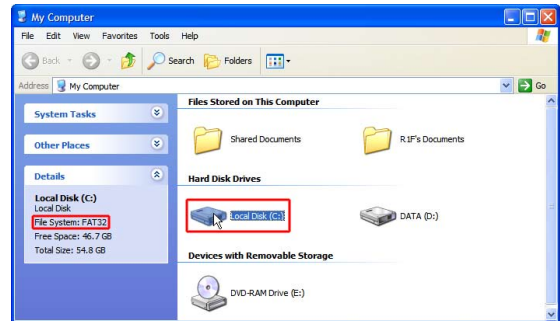 My Computer
File Edit View Favorites Tools Help
Back Search Folders
Address My Computer Go
Files Stored on This Computer
System Tasks
Shared Documents R1F's Documents
Other Places
Details
Hard Disk Drives
Local Disk (C:)
Local Disk
File System: FAT32
Free Space: 46.7 GB
Total Size: 54.8 GB
Local Disk (C:) DATA (D:)
Devices with Removable Storage
DVD-RAM Drive (E:)